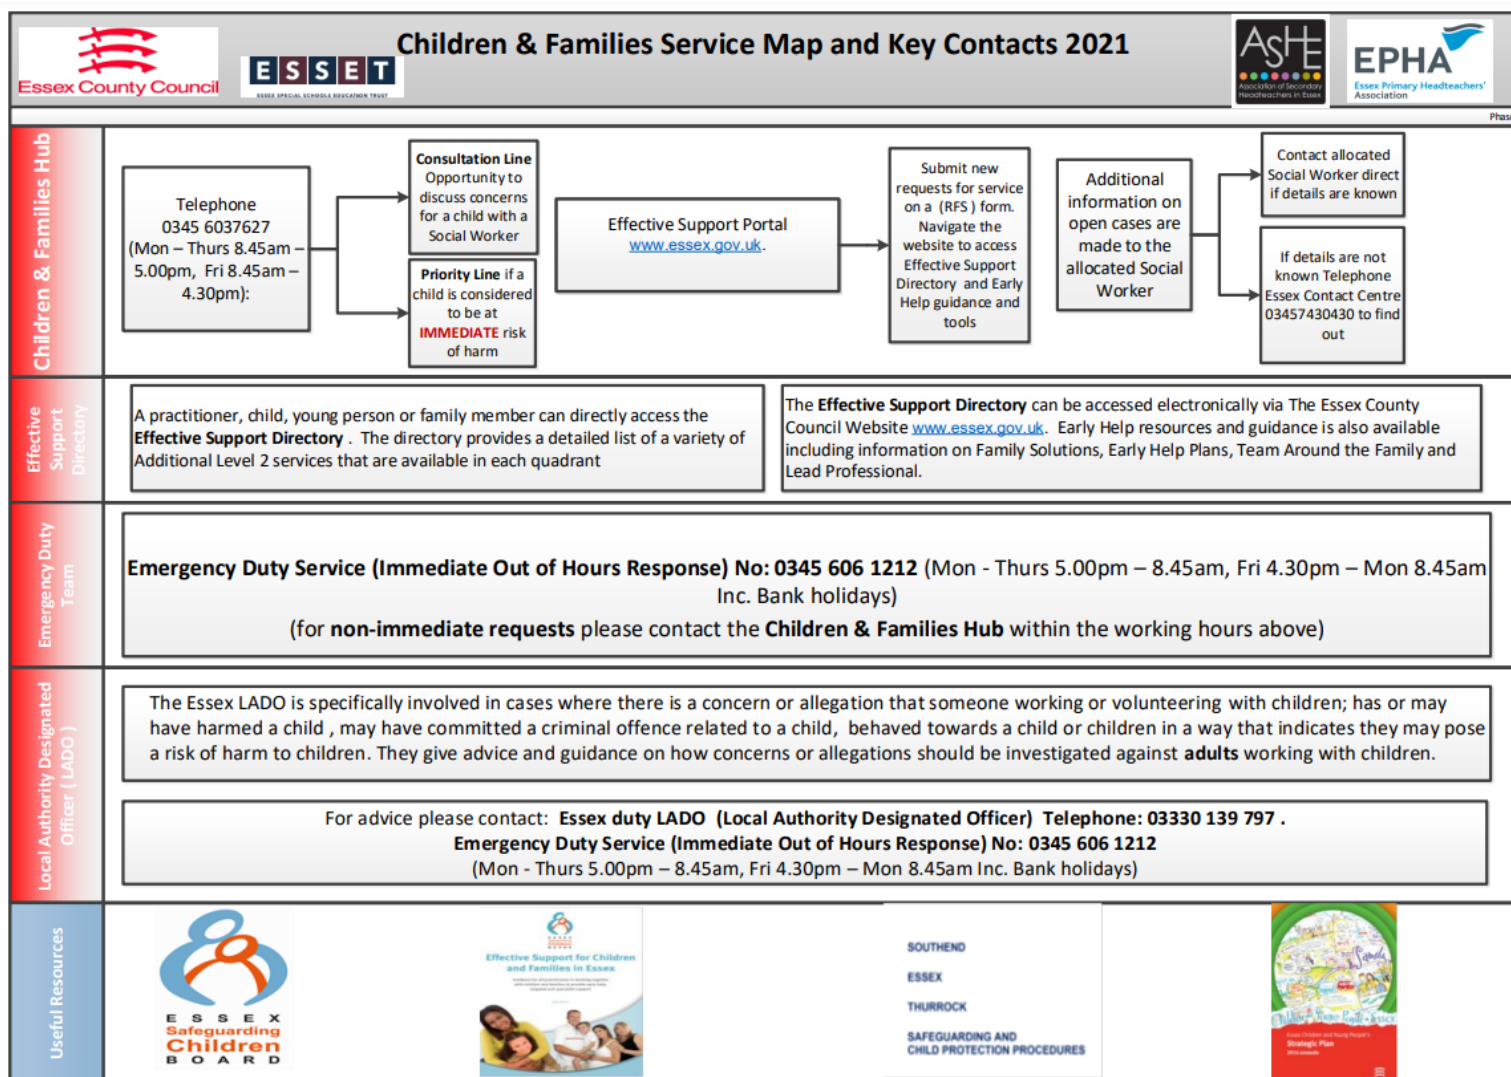 Essex County Council
ESSET
ESSEX SPECIAL SCHOOLS EDUCATION TRUST
Children & Families Service Map and Key Contacts 2021
ASHE
Association of Secondary
Headteachers in Essex
EPHA
Essex Primary Headteachers'
Association
Phas
Children & Families Hub
Telephone
0345 6037627
(Mon – Thurs 8.45am –
5.00pm, Fri 8.45am –
4.30pm):
Consultation Line
Opportunity to
discuss concerns
for a child with a
Social Worker
Priority Line if a
child is considered
to be at
IMMEDIATE risk
of harm
Effective Support Portal
www.essex.gov.uk.
Submit new
requests for service
on a (RFS ) form.
Navigate the
website to access
Effective Support
Directory and Early
Help guidance and
tools
Additional
information on
open cases are
made to the
allocated Social
Worker
Contact allocated
Social Worker direct
if details are known
If details are not
known Telephone
Essex Contact Centre
03457430430 to find
out
Effective
Support
Directory
A practitioner, child, young person or family member can directly access the
Effective Support Directory . The directory provides a detailed list of a variety of
Additional Level 2 services that are available in each quadrant
The Effective Support Directory can be accessed electronically via The Essex County
Council Website www.essex.gov.uk. Early Help resources and guidance is also available
including information on Family Solutions, Early Help Plans, Team Around the Family and
Lead Professional.
Emergency Duty
Team
Emergency Duty Service (Immediate Out of Hours Response) No: 0345 606 1212 (Mon - Thurs 5.00pm – 8.45am, Fri 4.30pm – Mon 8.45am
Inc. Bank holidays)
(for non-immediate requests please contact the Children & Families Hub within the working hours above)
Local Authority Designated
Officer ( LADO )
The Essex LADO is specifically involved in cases where there is a concern or allegation that someone working or volunteering with children; has or may
have harmed a child , may have committed a criminal offence related to a child, behaved towards a child or children in a way that indicates they may pose
a risk of harm to children. They give advice and guidance on how concerns or allegations should be investigated against adults working with children.
For advice please contact: Essex duty LADO (Local Authority Designated Officer) Telephone: 03330 139 797 .
Emergency Duty Service (Immediate Out of Hours Response) No: 0345 606 1212
(Mon - Thurs 5.00pm – 8.45am, Fri 4.30pm – Mon 8.45am Inc. Bank holidays)
Useful Resources
ESSEX
Safeguarding
Children
BOARD
Effective Support for Children
and Families in Essex
SOUTHEND
ESSEX
THURROCK
SAFEGUARDING AND
CHILD PROTECTION PROCEDURES
Essex Children and Young People's
Strategic Plan
2016 onwards